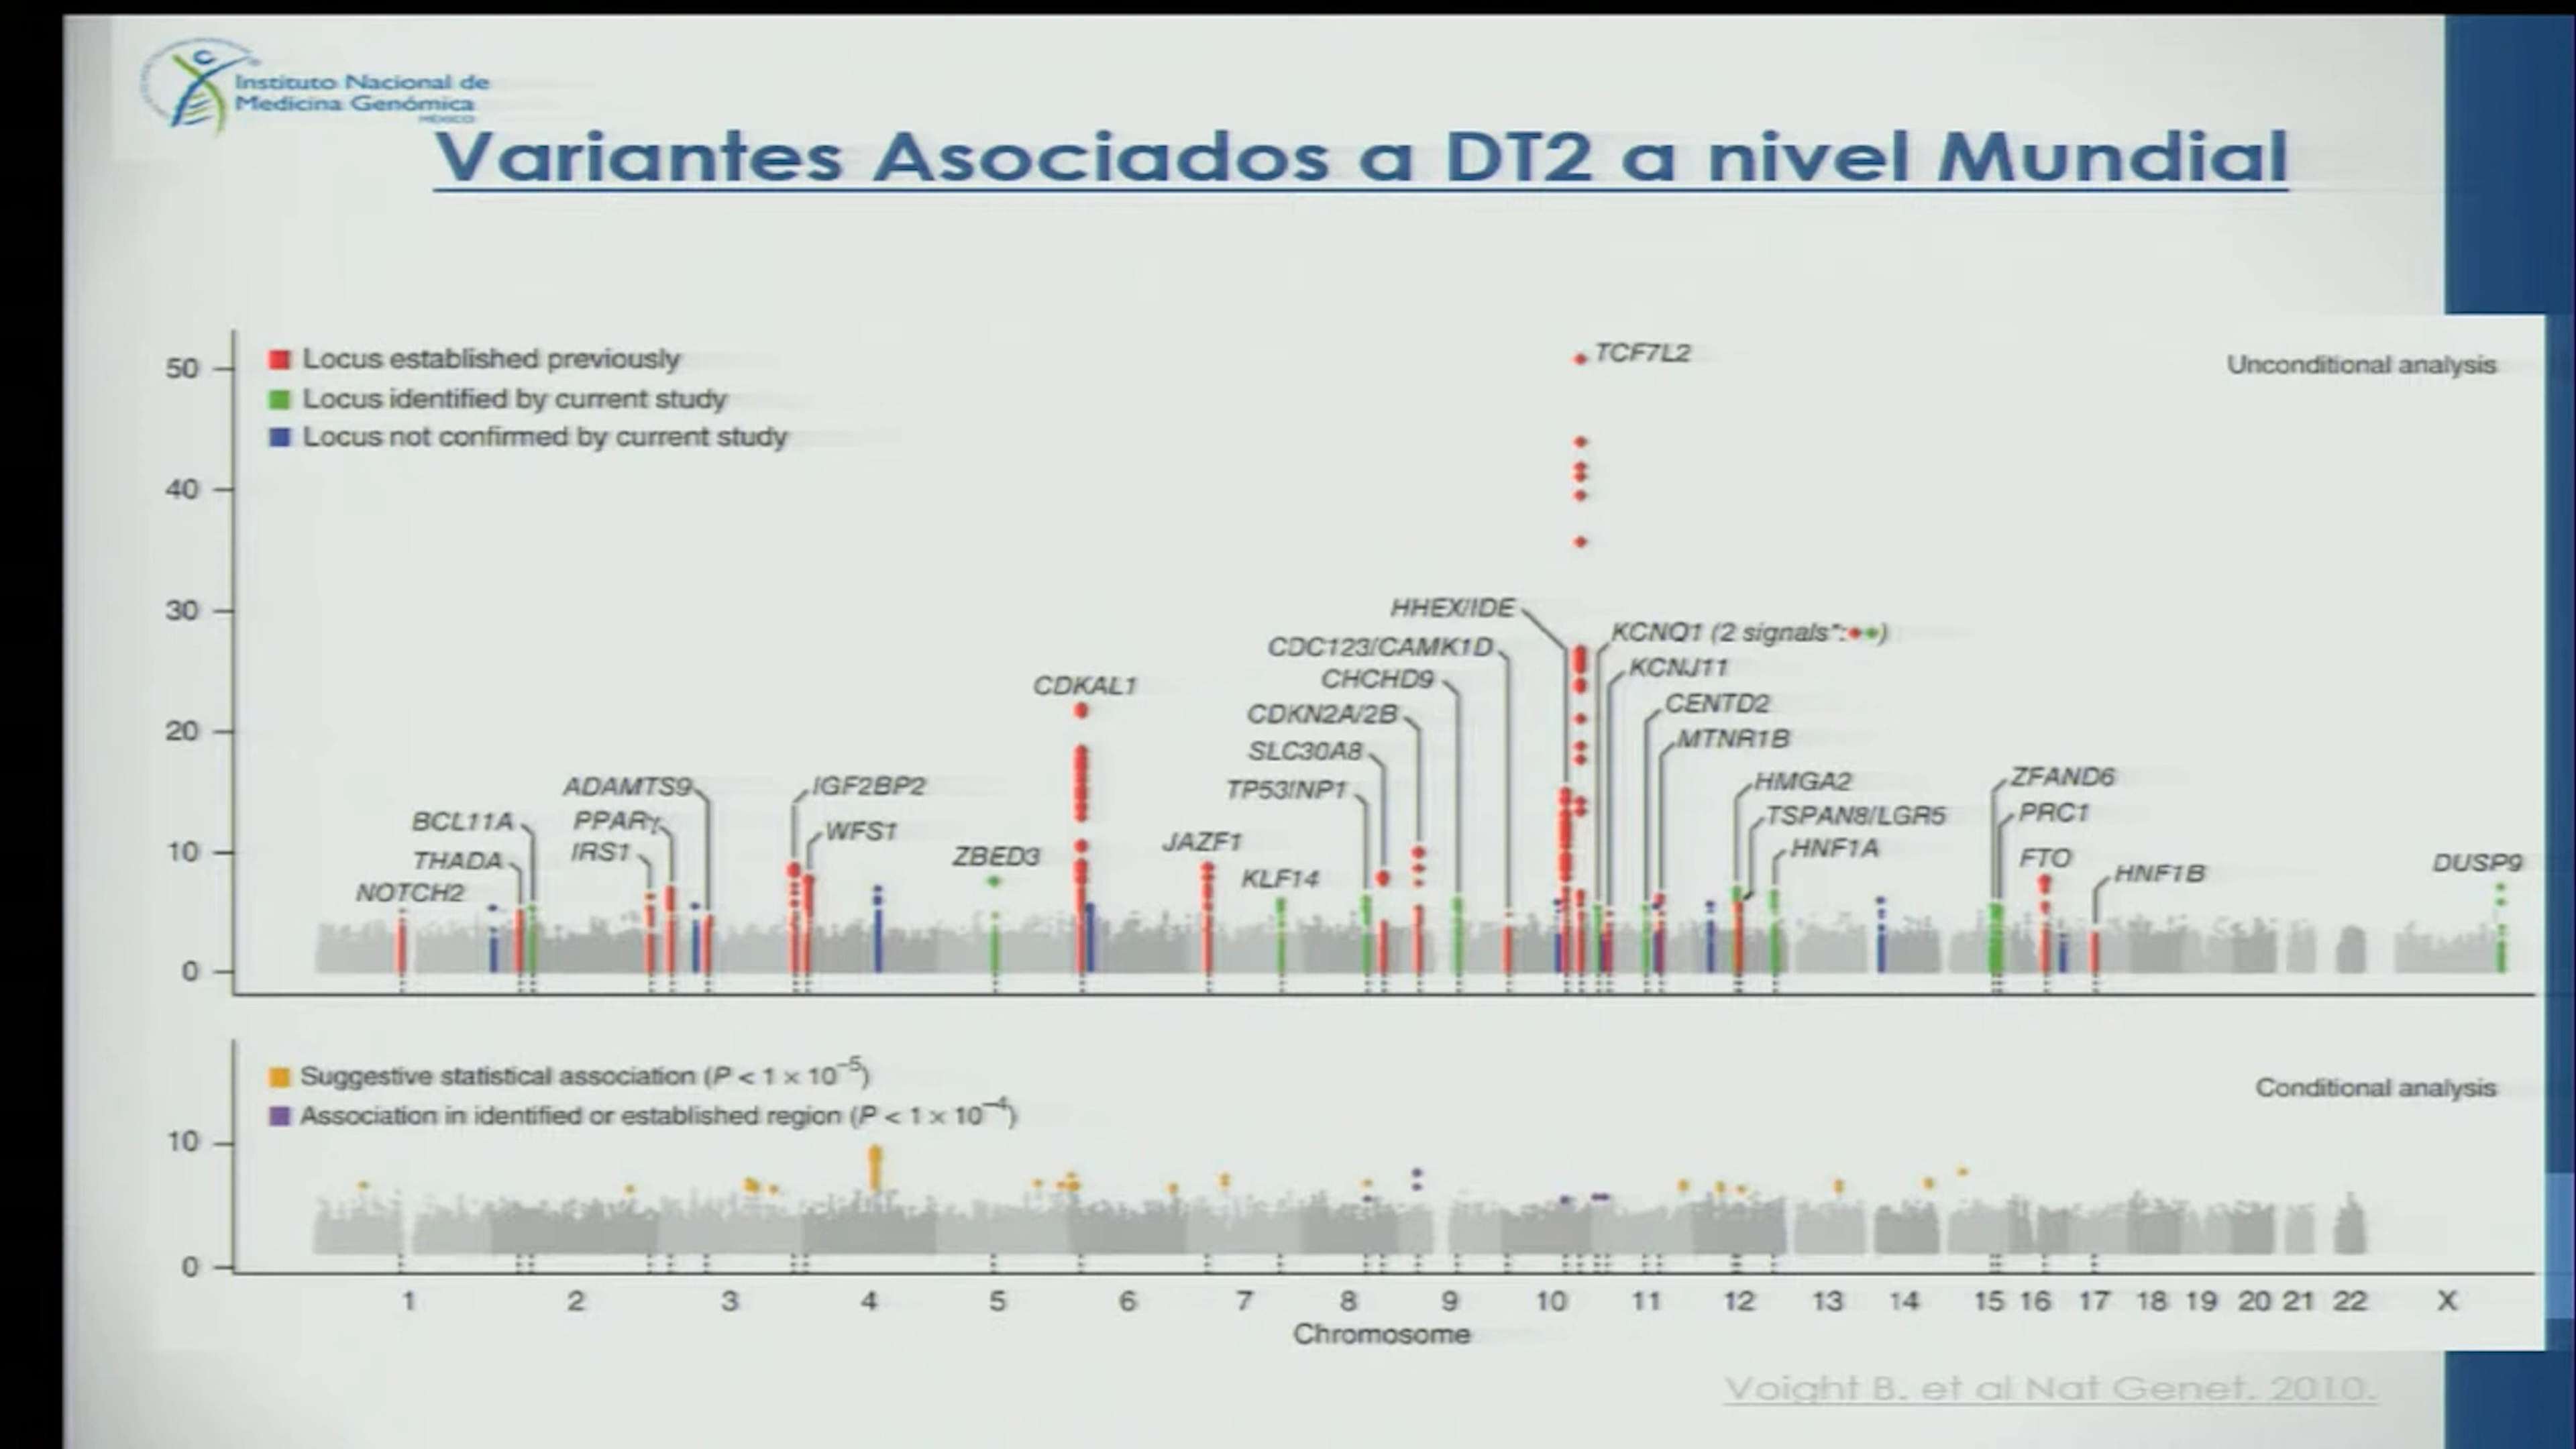 Instituto Nacional de
Medicina Genómica
MÉXICO
Variantes Asociados a DT2 a nivel Mundial
50
40
30
20
10
0
Locus established previously
Locus identified by current study
Locus not confirmed by current study
Unconditional analysis
TCF7L2
HHEX/IDE
KCNQ1 (2 signals*: )
CDC123/CAMK1D
KCNJ11
CHCHD9
CDKAL1
CENTD2
CDKN2A/2B
MTNR1B
SLC30A8
ADAMTS9
IGF2BP2
TP53INP1
HMGA2
ZFAND6
BCL11A
PPARγ
WFS1
TSPAN8/LGR5
PRC1
THADA
IRS1
ZBED3
JAZF1
HNF1A
FTO
DUSP9
NOTCH2
KLF14
HNF1B
Suggestive statistical association (P < 1 × 10−5)
Association in identified or established region (P < 1 × 10−4)
Conditional analysis
10
0
1 2 3 4 5 6 7 8 9 10 11 12 13 14 15 16 17 18 19 20 21 22 X
Chromosome
Voight B. et al Nat Genet. 2010.